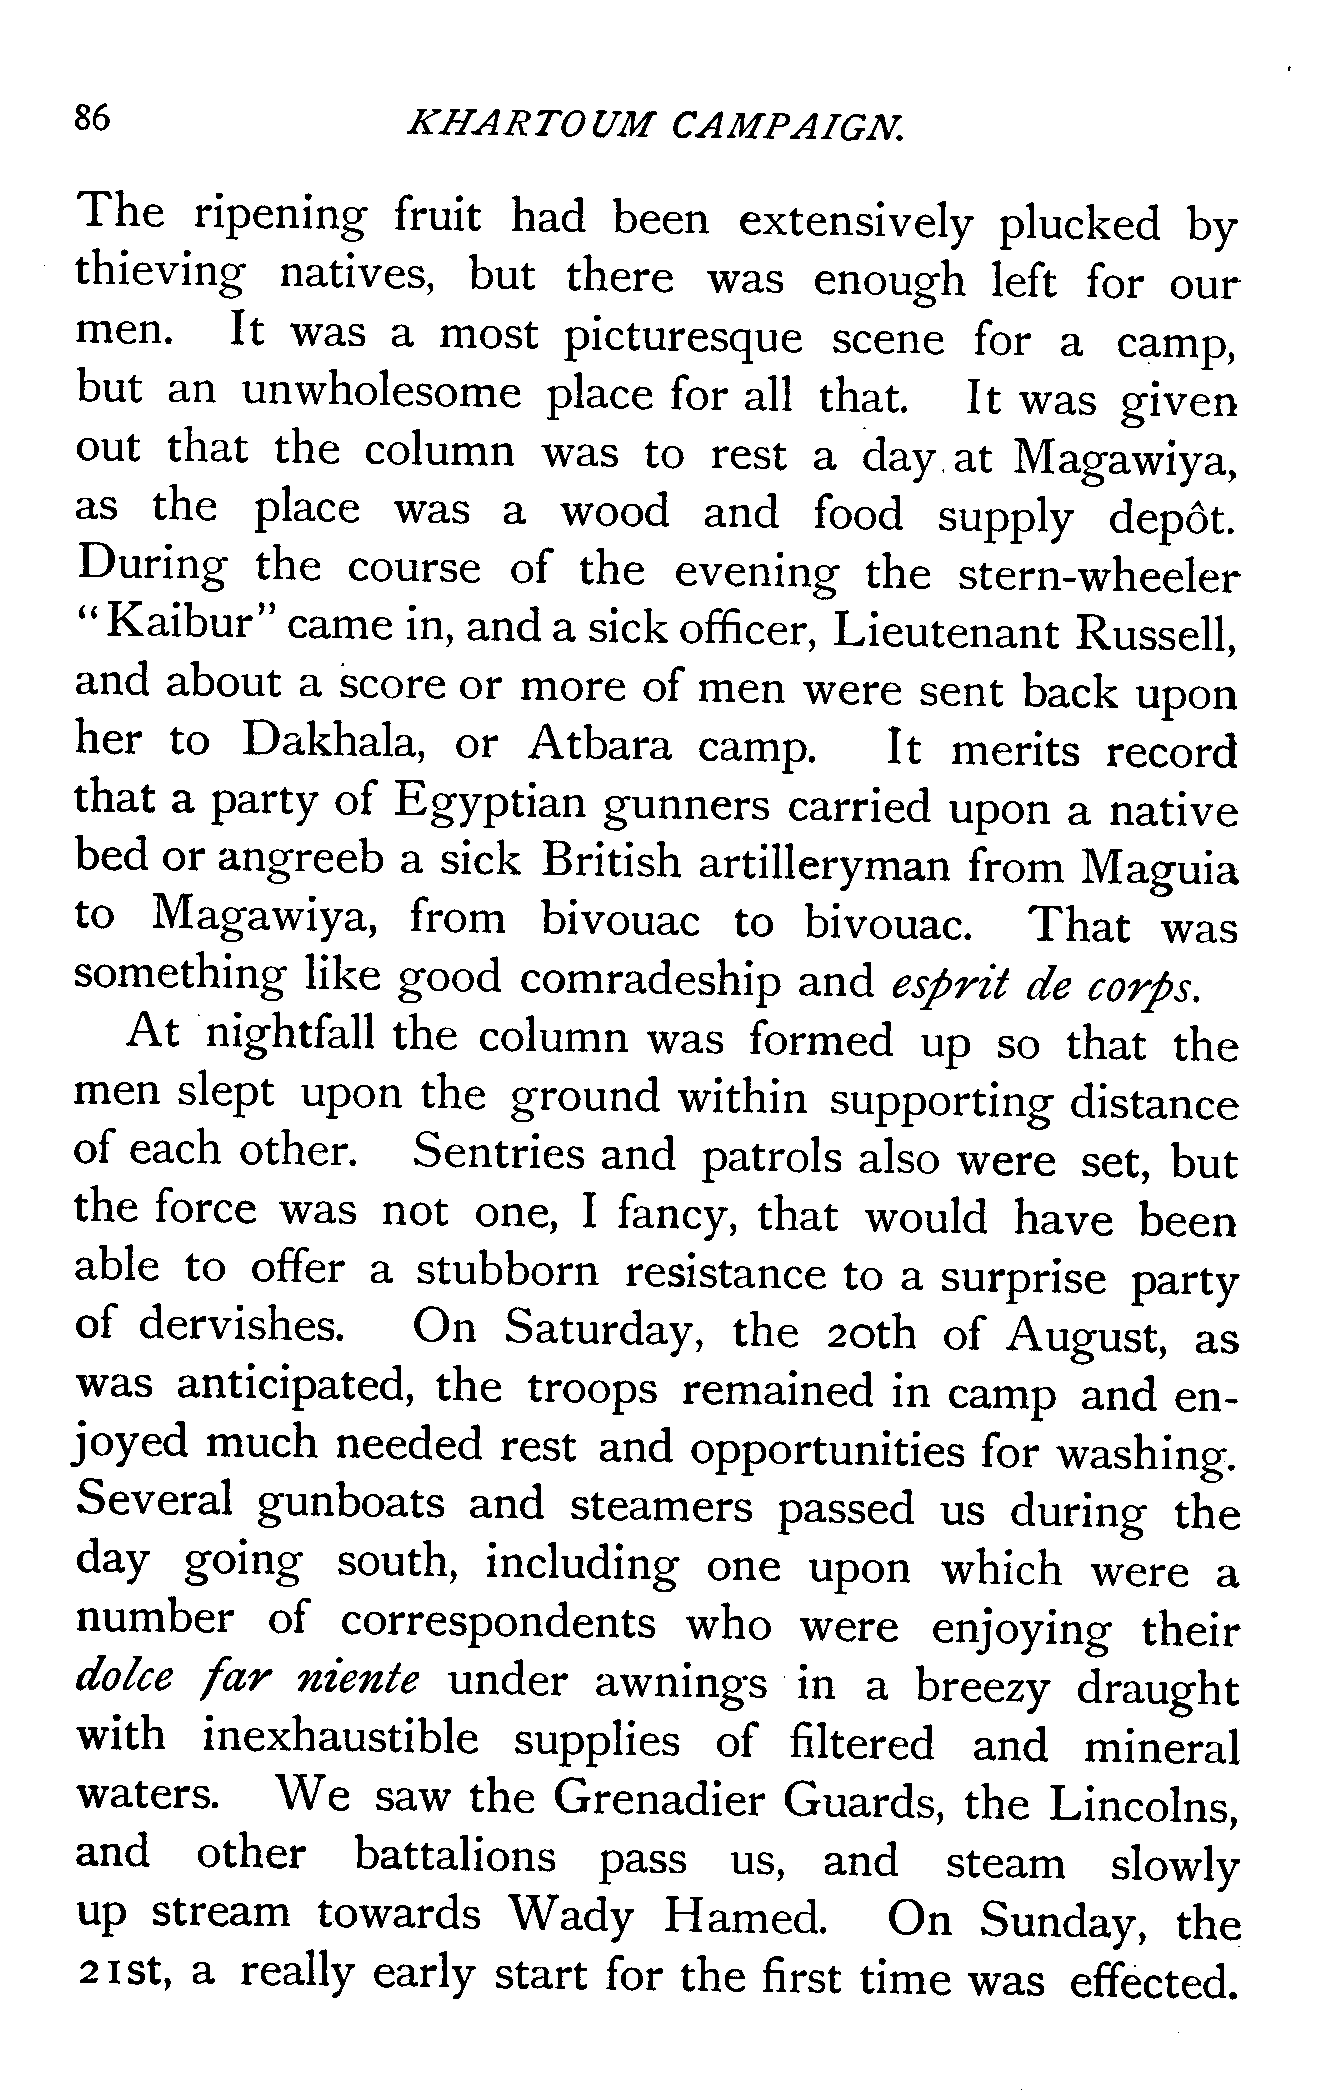 86 KHARTOUM CAMPAIGN.
The ripening fruit had been extensively plucked by
thieving natives, but there was enough left for our
men. It was a most picturesque scene for a camp,
but an unwholesome place for all that. It was given
out that the column was to rest a day at Magawiya,
as the place was a wood and food supply depôt.
During the course of the evening the stern-wheeler
"Kaibur" came in, and a sick officer, Lieutenant Russell,
and about a score or more of men were sent back upon
her to Dakhala, or Atbara camp. It merits record
that a party of Egyptian gunners carried upon a native
bed or angreeb a sick British artilleryman from Maguia
to Magawiya, from bivouac to bivouac. That was
something like good comradeship and esprit de corps.
At nightfall the column was formed up so that the
men slept upon the ground within supporting distance
of each other. Sentries and patrols also were set, but
the force was not one, I fancy, that would have been
able to offer a stubborn resistance to a surprise party
of dervishes. On Saturday, the 20th of August, as
was anticipated, the troops remained in camp and en-
joyed much needed rest and opportunities for washing.
Several gunboats and steamers passed us during the
day going south, including one upon which were a
number of correspondents who were enjoying their
dolce far niente under awnings in a breezy draught
with inexhaustible supplies of filtered and mineral
waters. We saw the Grenadier Guards, the Lincolns,
and other battalions pass us, and steam slowly
up stream towards Wady Hamed. On Sunday, the
21st, a really early start for the first time was effected.